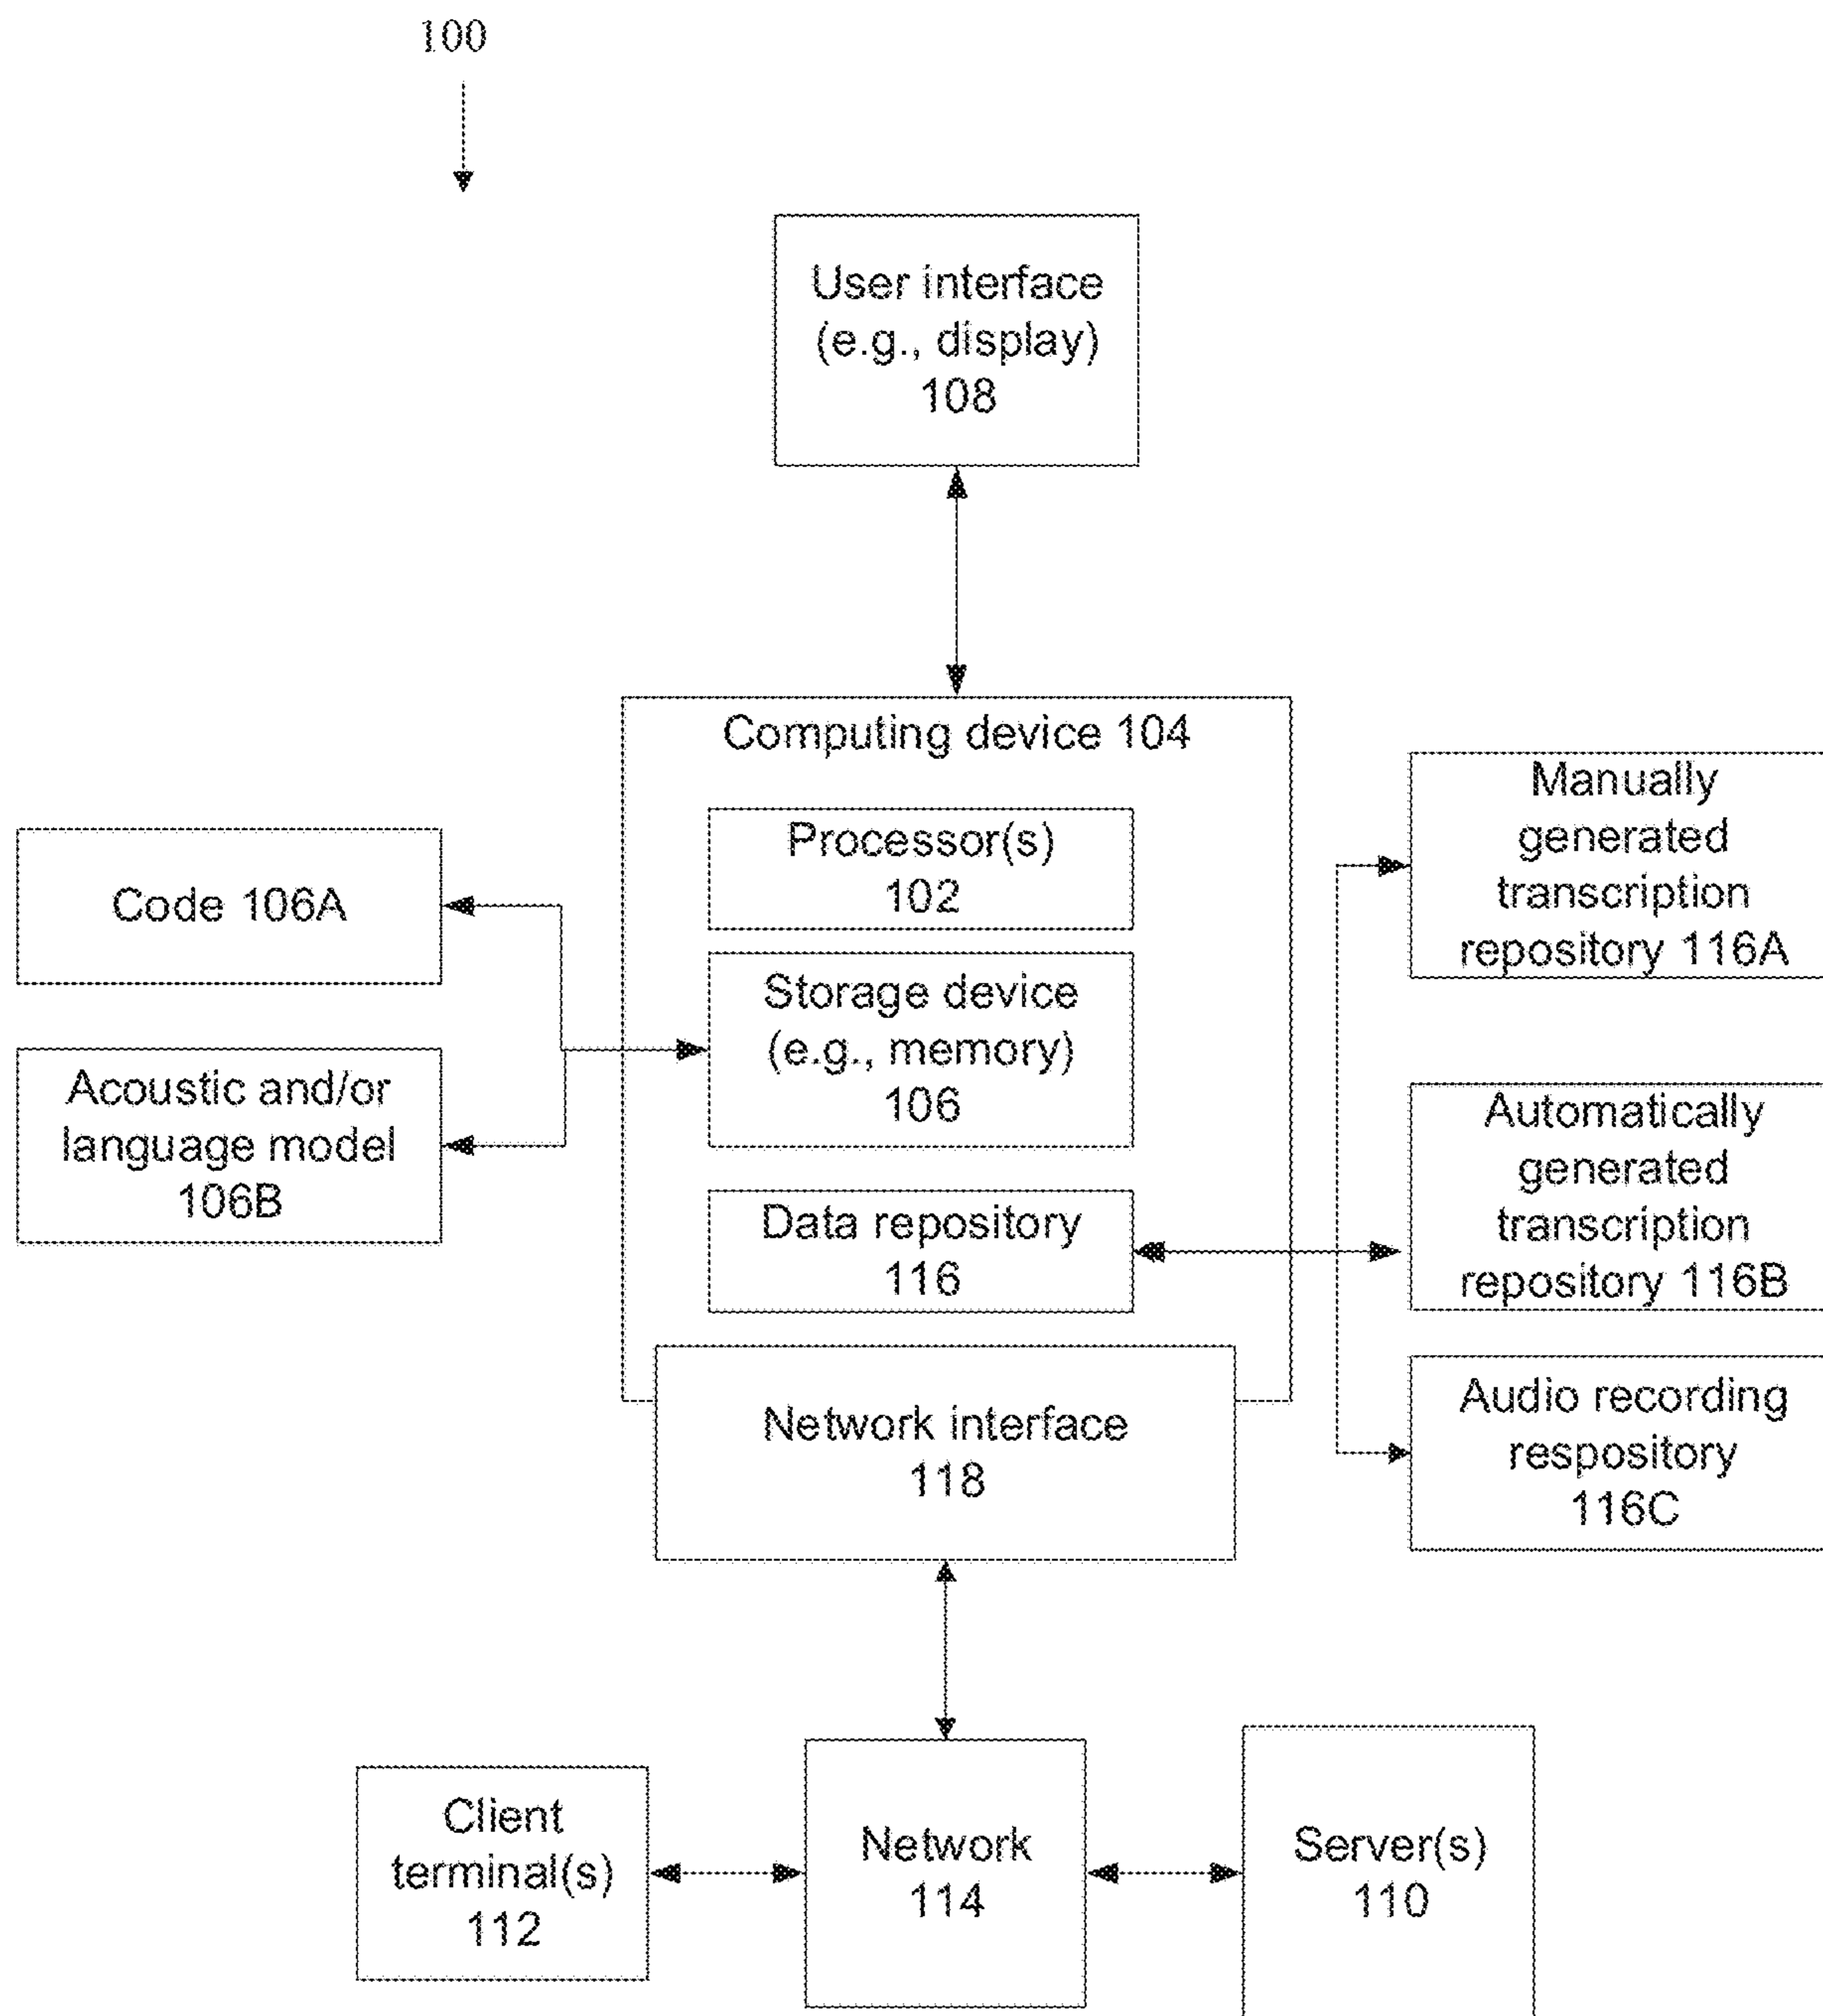 100
User interface
(e.g., display)
108
Computing device 104
Processor(s)
102
Storage device
(e.g., memory)
106
Data repository
116
Network interface
118
Code 106A
Acoustic and/or
language model
106B
Manually
generated
transcription
repository 116A
Automatically
generated
transcription
repository 116B
Audio recording
respository
116C
Client
terminal(s)
112
Network
114
Server(s)
110